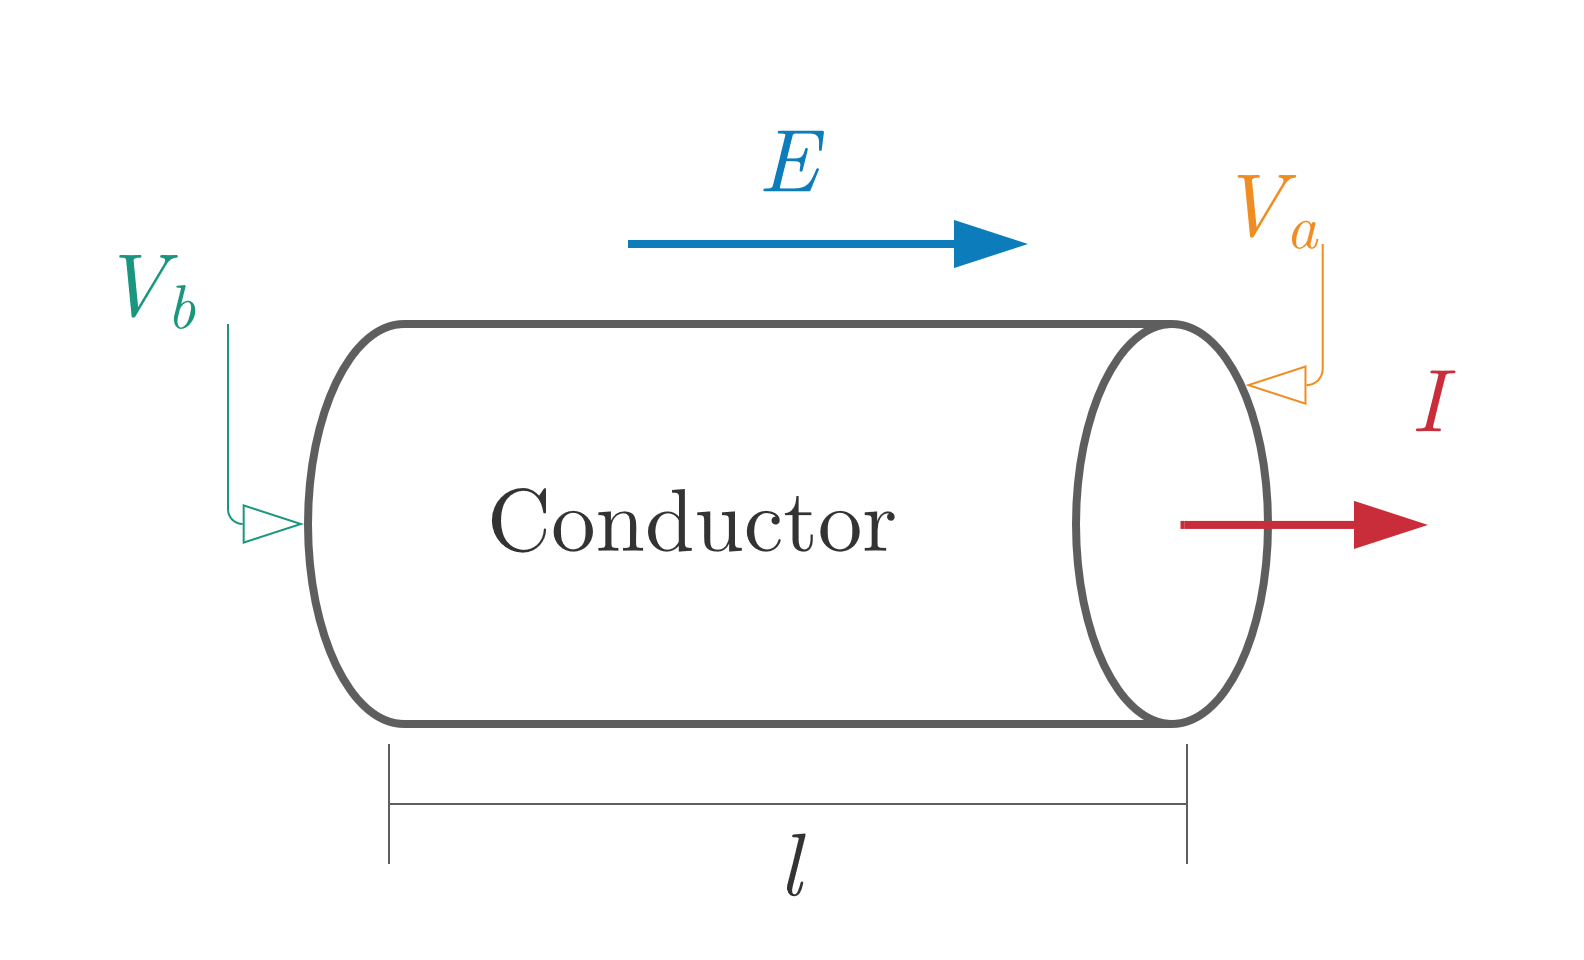 E
V_a
V_b
I
Conductor
l